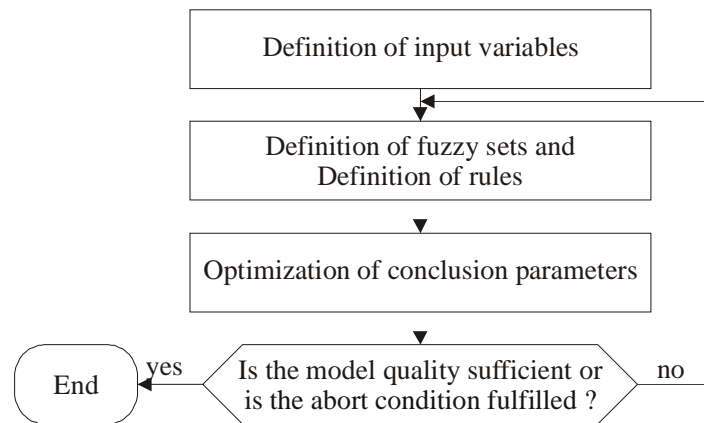 Definition of input variables
Definition of fuzzy sets and
Definition of rules
Optimization of conclusion parameters
Is the model quality sufficient or
is the abort condition fulfilled ?
yes
no
End